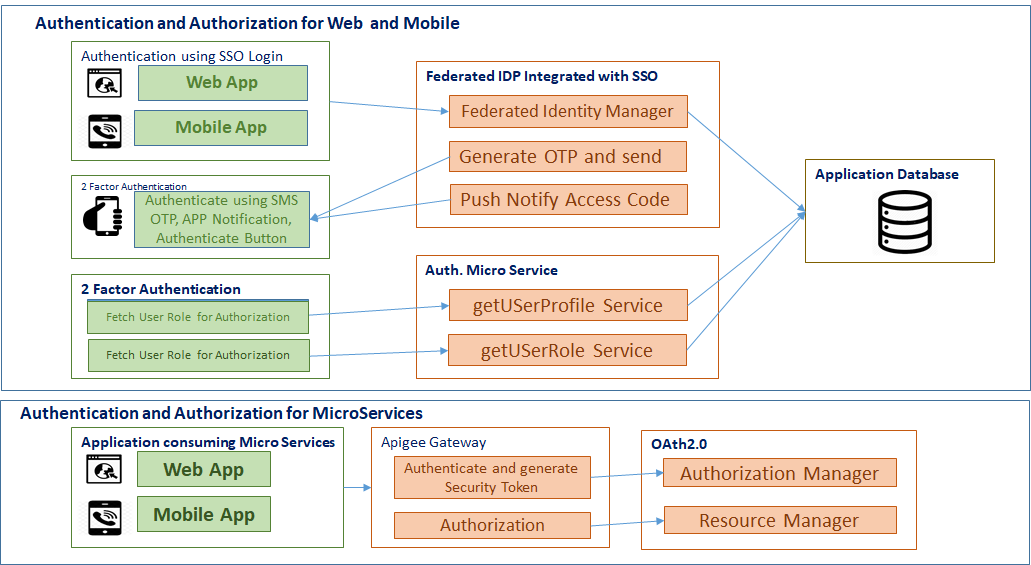 Authentication and Authorization for Web and Mobile
Authentication using SSO Login
Web App
Mobile App
2 Factor Authentication
Authenticate using SMS
OTP, APP Notification,
Authenticate Button
2 Factor Authentication
Fetch User Role for Authorization
Fetch User Role for Authorization
Federated IDP Integrated with SSO
Federated Identity Manager
Generate OTP and send
Push Notify Access Code
Auth. Micro Service
getUSerProfile Service
getUSerRole Service
Application Database
Authentication and Authorization for MicroServices
Application consuming Micro Services
Web App
Mobile App
Apigee Gateway
Authenticate and generate
Security Token
Authorization
OAth2.0
Authorization Manager
Resource Manager